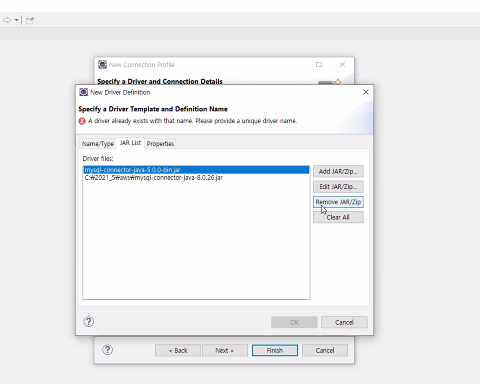 New Connection Profile
Specify a Driver and Connection Details
New Driver Definition
Specify a Driver Template and Definition Name
A driver already exists with that name. Please provide a unique driver name.
Name/Type JAR List Properties
Driver files:
mysql-connector-java-5.0.0-bin.jar
C:₩2021_5₩aws₩mysql-connector-java-8.0.26.jar
Add JAR/Zip...
Edit JAR/Zip...
Remove JAR/Zip
Clear All
? OK Cancel
? < Back Next > Finish Cancel